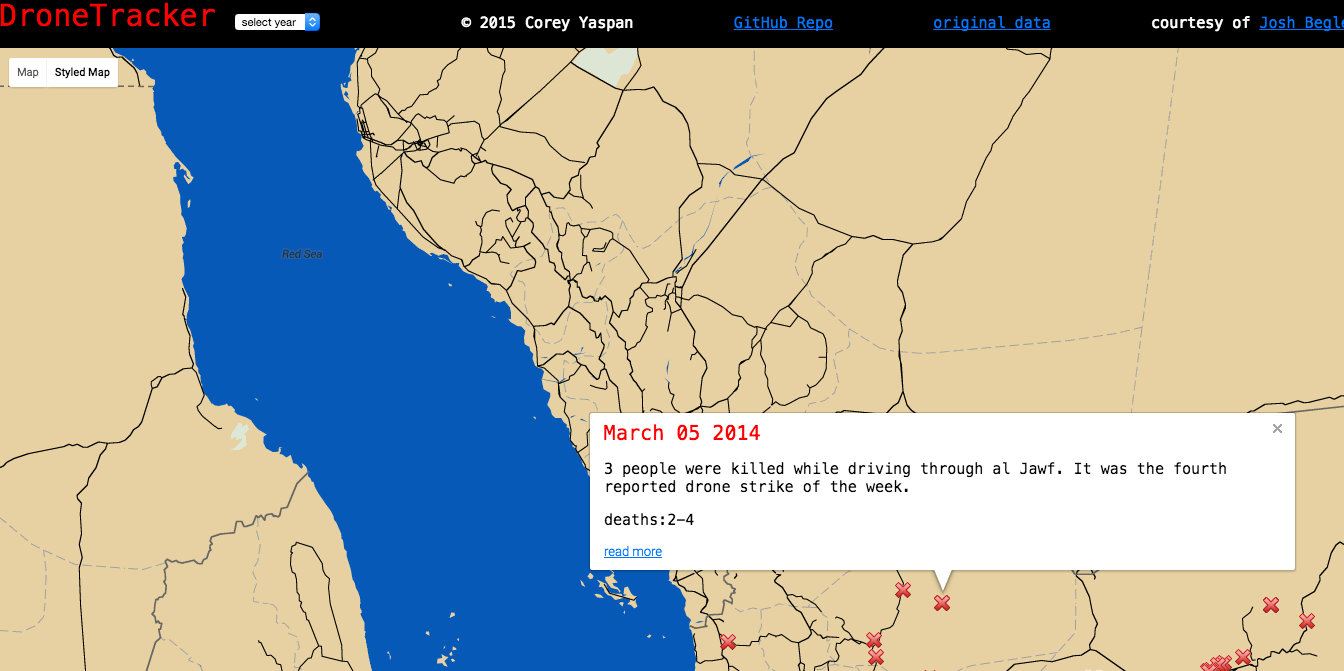 DroneTracker
select year
© 2015 Corey Yaspan
GitHub Repo
original data
courtesy of Josh Begle
Map
Styled Map
Red Sea
March 05 2014
3 people were killed while driving through al Jawf. It was the fourth
reported drone strike of the week.
deaths:2-4
read more